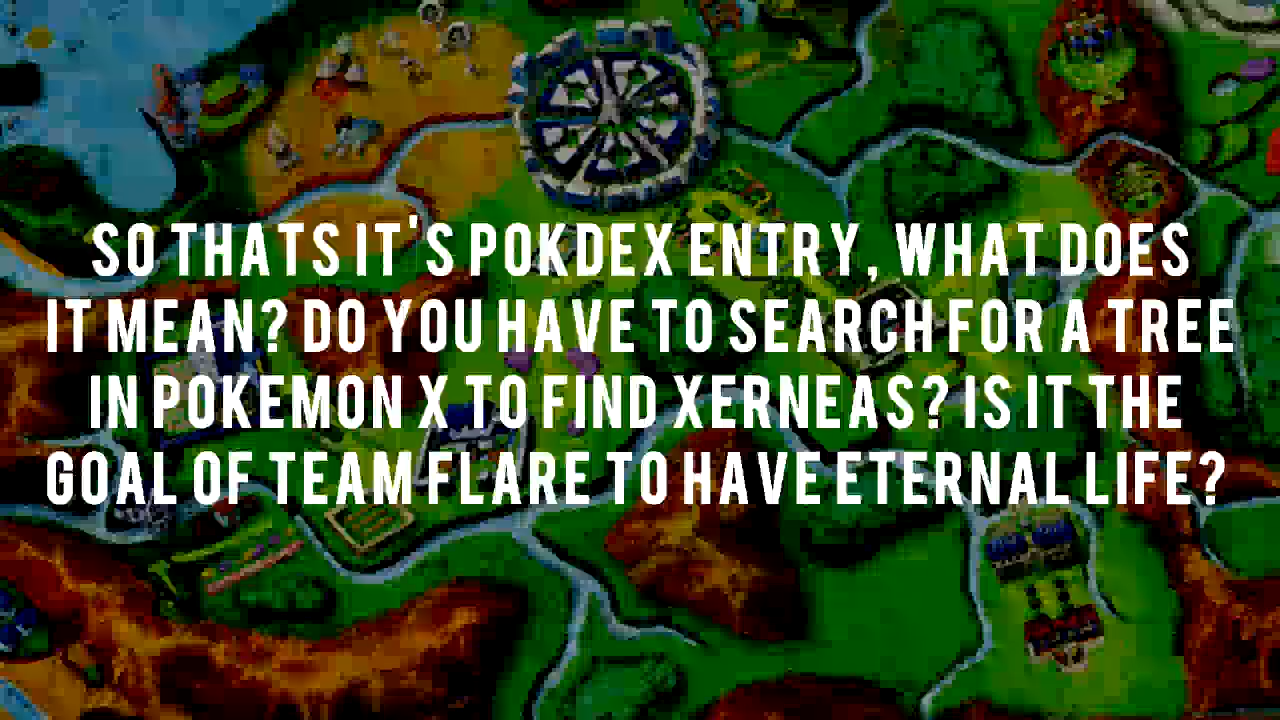 SO THATS IT'S POKDEX ENTRY, WHAT DOES
IT MEAN? DO YOU HAVE TO SEARCH FOR A TREE
IN POKEMON X TO FIND XERNEAS? IS IT THE
GOAL OF TEAM FLARE TO HAVE ETERNAL LIFE?